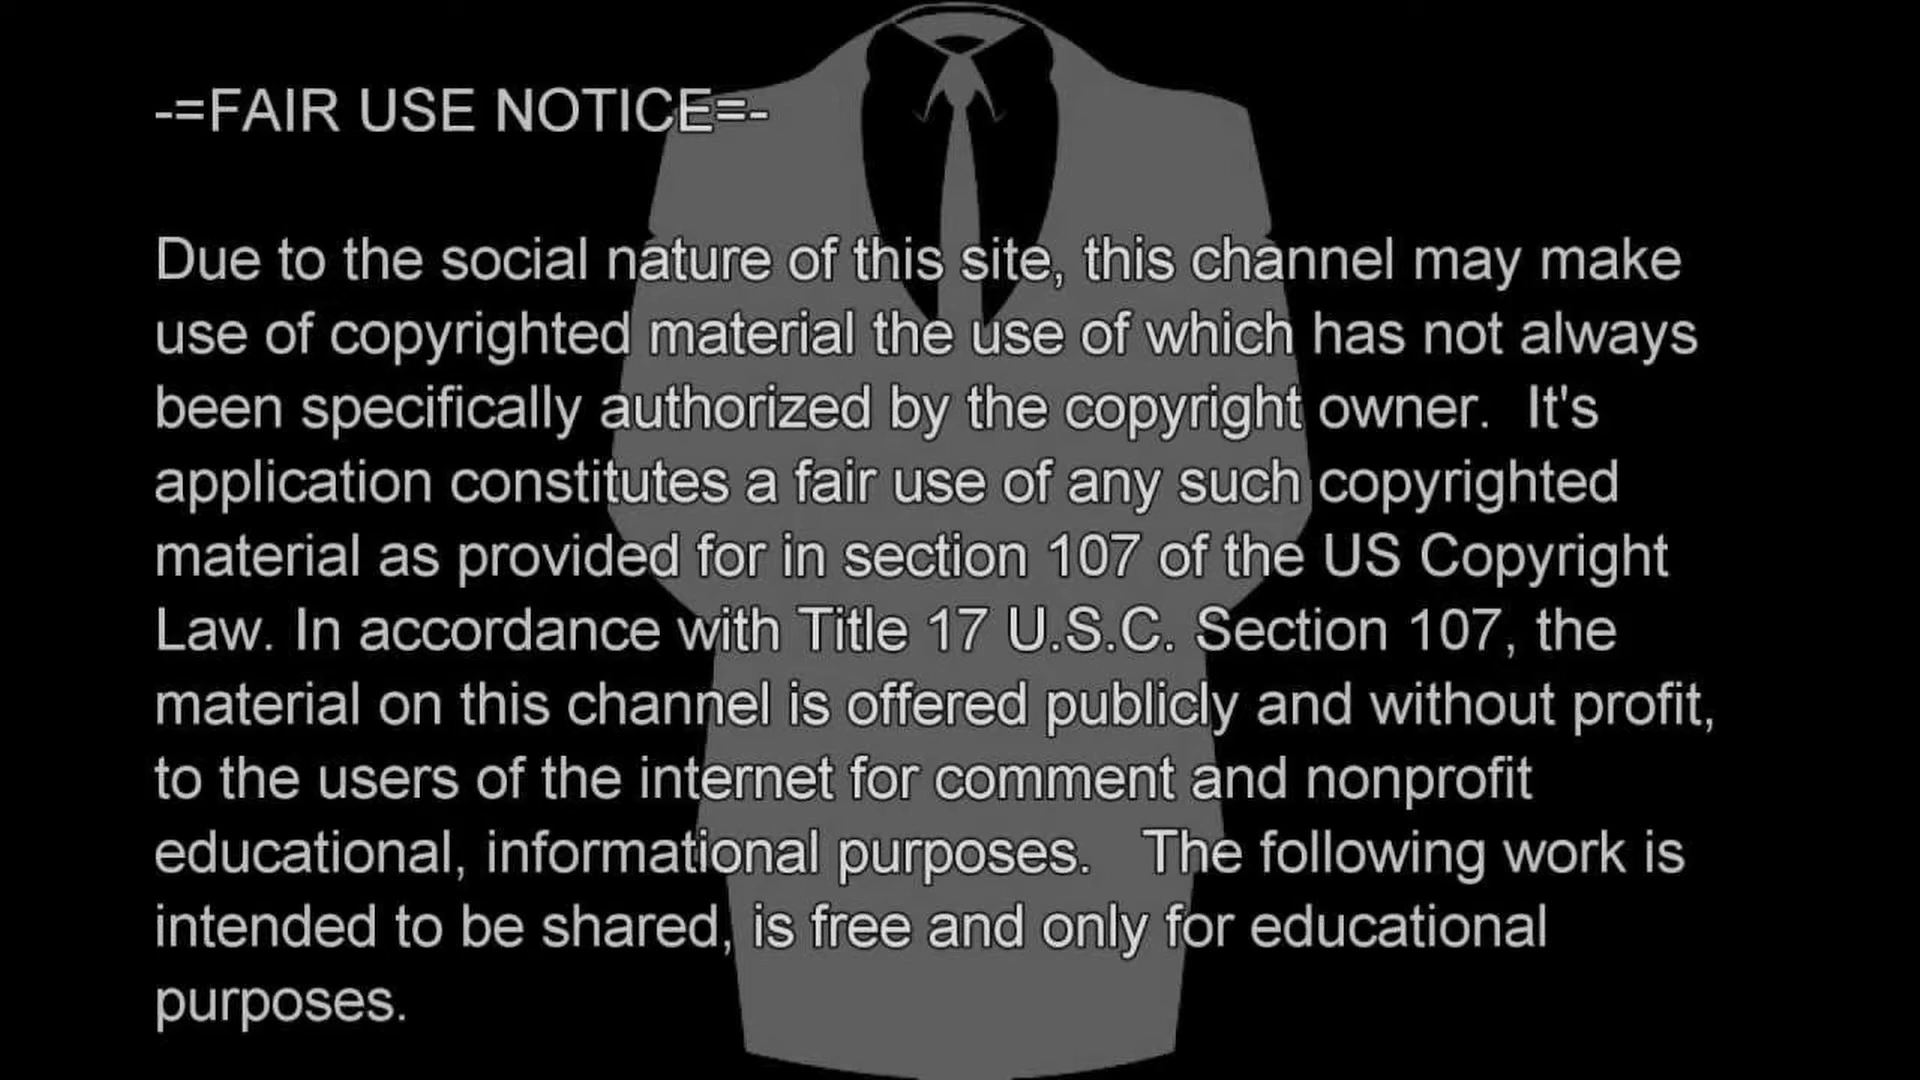 -=FAIR USE NOTICE=-
Due to the social nature of this site, this channel may make
use of copyrighted material the use of which has not always
been specifically authorized by the copyright owner.  It's
application constitutes a fair use of any such copyrighted
material as provided for in section 107 of the US Copyright
Law. In accordance with Title 17 U.S.C. Section 107, the
material on this channel is offered publicly and without profit,
to the users of the internet for comment and nonprofit
educational, informational purposes.   The following work is
intended to be shared, is free and only for educational
purposes.